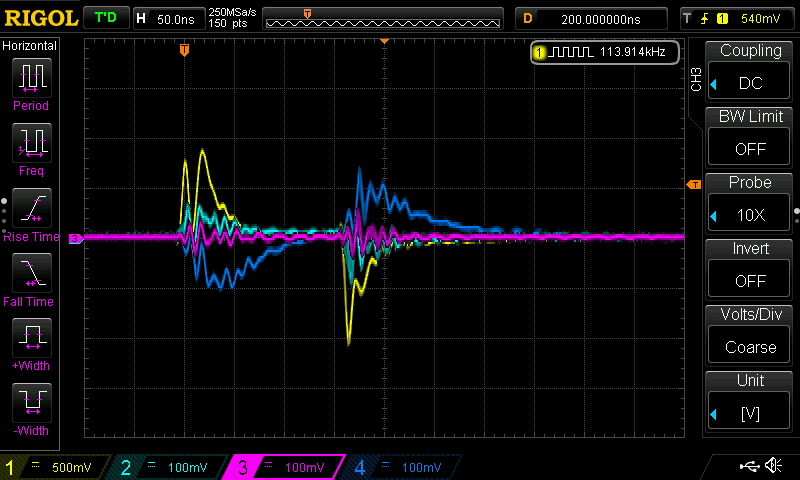 RIGOL T'D H 50.0ns 250MSa/s D 200.000000ns T 1 540mV
150 pts
Horizontal
Period
Freq
Rise Time
Fall Time
+Width
-Width
T
1 113.914kHz
3
T
CH3
Coupling
DC
BW Limit
OFF
Probe
10X
Invert
OFF
Volts/Div
Coarse
Unit
[V]
1 500mV 2 100mV 3 100mV 4 100mV